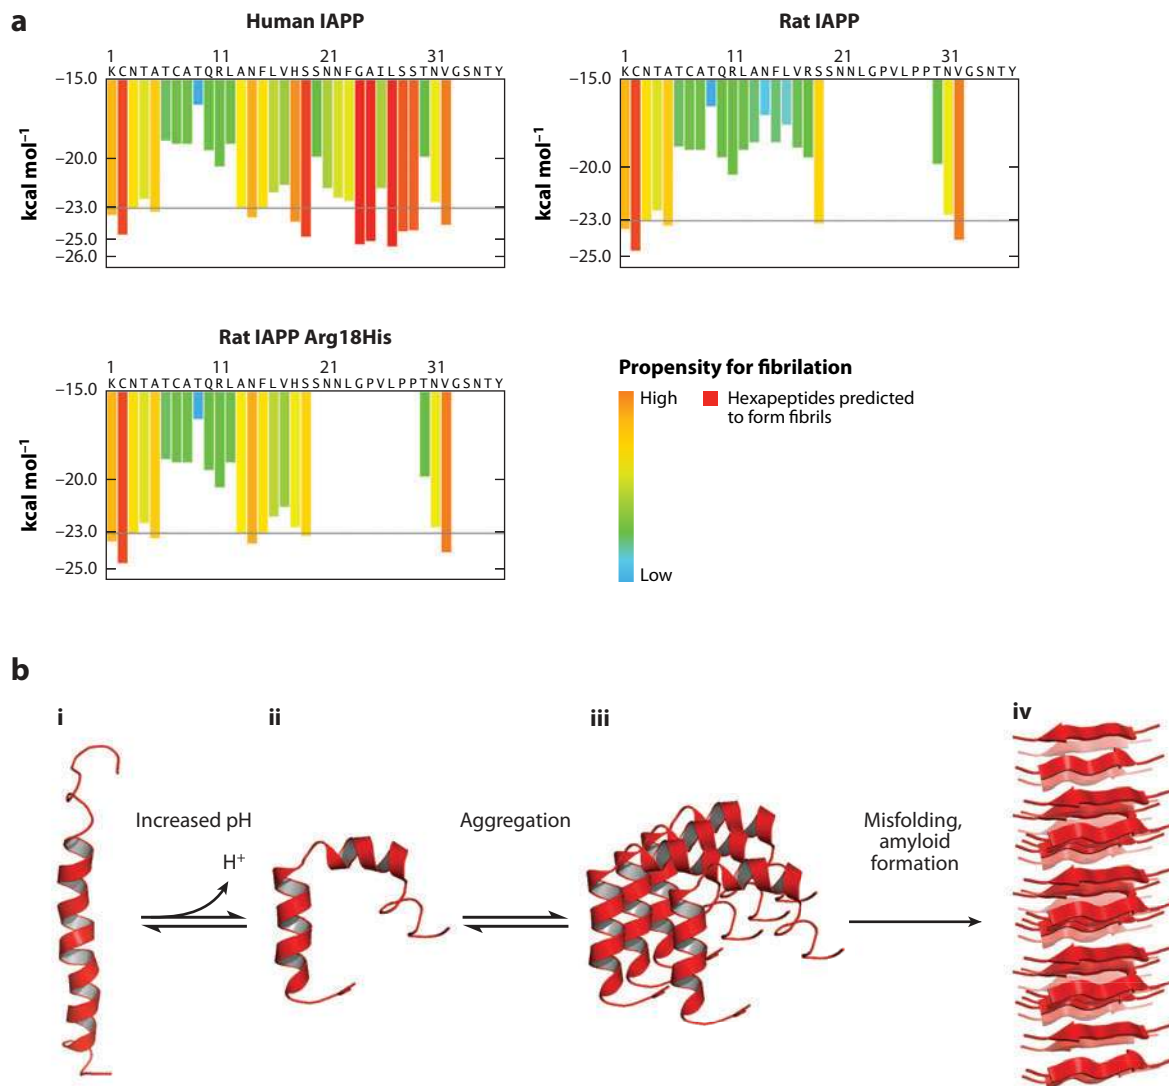 a
Human IAPP
1 11 21 31
KCNTATCATQRLANFLVHSSNNFGAILSSTNVGSNTY
–15.0
–20.0
–23.0
–25.0
–26.0
kcal mol–1
Rat IAPP
1 11 21 31
KCNTATCATQRLANFLVRSSNNLGPVLPPTNVGSNTY
–15.0
–20.0
–23.0
–25.0
kcal mol–1
Rat IAPP Arg18His
1 11 21 31
KCNTATCATQRLANFLVHSSNNLGPVLPPTNVGSNTY
–15.0
–20.0
–23.0
–25.0
kcal mol–1
Propensity for fibrilation
High
Low
Hexapeptides predicted
to form fibrils
b
i
ii
iii
iv
Increased pH
H+
Aggregation
Misfolding,
amyloid
formation